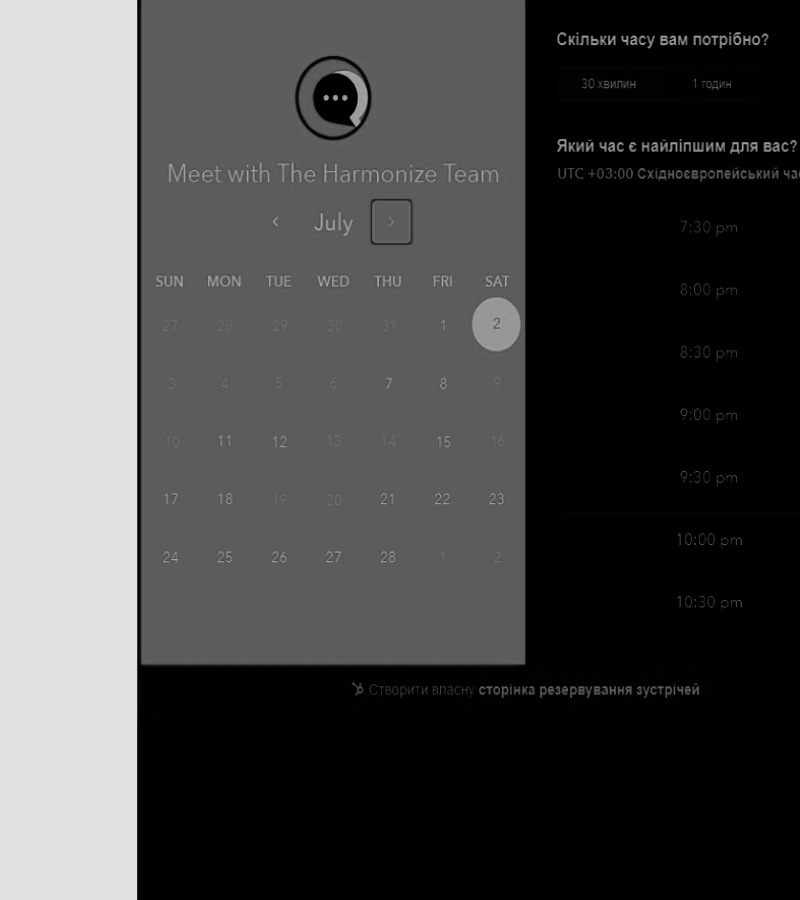 Meet with The Harmonize Team
July
SUN MON TUE WED THU FRI SAT
27 28 29 30 31 1 2
3 4 5 6 7 8 9
10 11 12 13 14 15 16
17 18 19 20 21 22 23
24 25 26 27 28 1 2
Скільки часу вам потрібно?
30 хвилин 1 годин
Який час є найліпшим для вас?
UTC +03:00 Східноєвропейський
7:30 pm
8:00 pm
8:30 pm
9:00 pm
9:30 pm
10:00 pm
10:30 pm
Створити власну сторінка резервування зустрічей